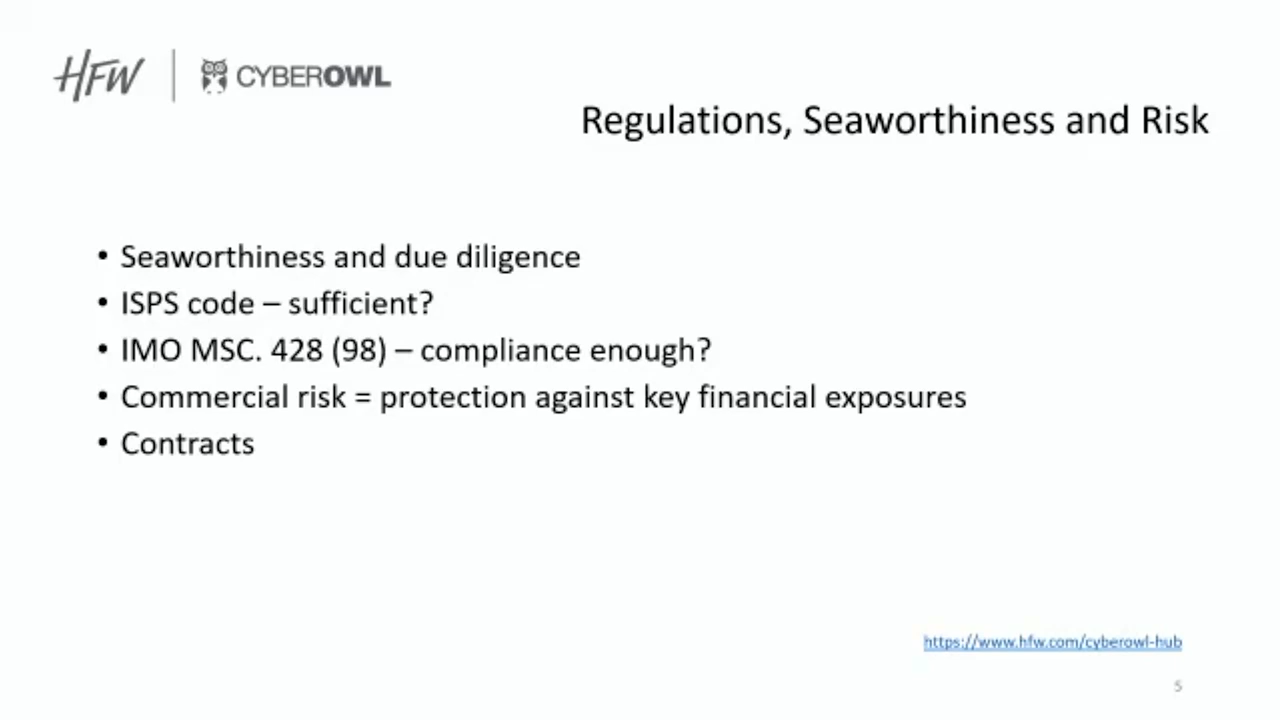 HFW | CYBEROWL
Regulations, Seaworthiness and Risk
• Seaworthiness and due diligence
• ISPS code – sufficient?
• IMO MSC. 428 (98) – compliance enough?
• Commercial risk = protection against key financial exposures
• Contracts
https://www.hfw.com/cyberowl-hub
5